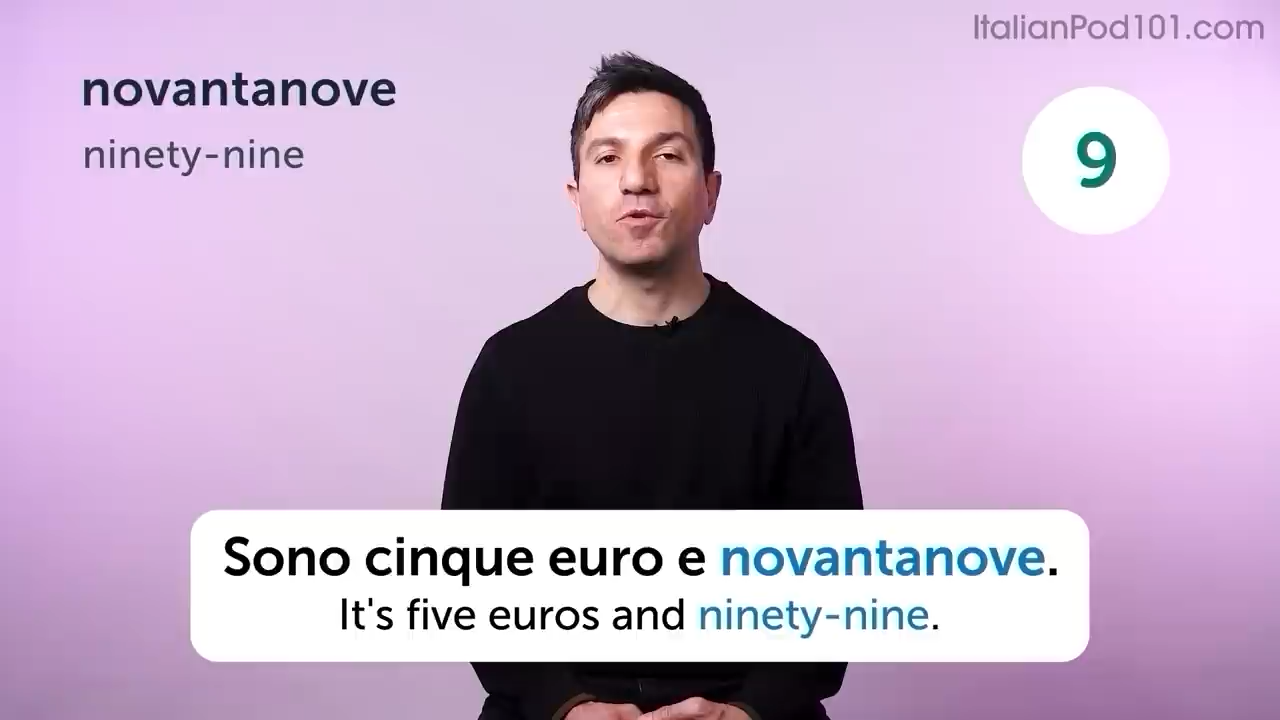 ItalianPod101.com
novantanove
ninety-nine
9
Sono cinque euro e novantanove.
It's five euros and ninety-nine.